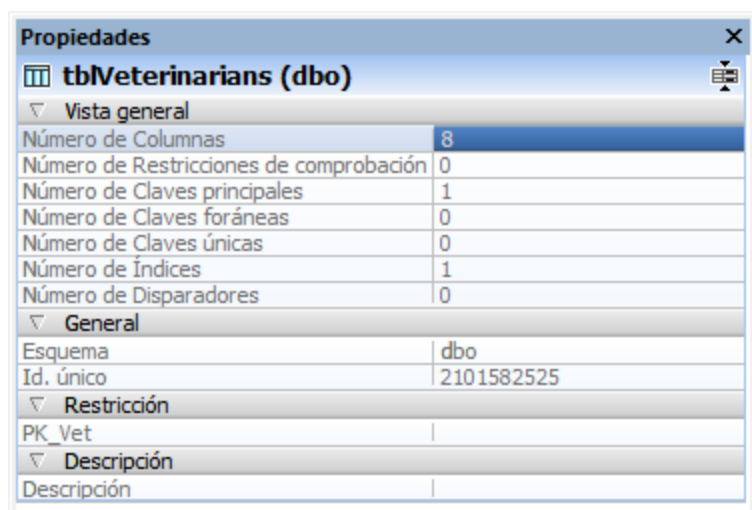 Propiedades
tblVeterinarians (dbo)
Vista general
Número de Columnas 8
Número de Restricciones de comprobación 0
Número de Claves principales 1
Número de Claves foráneas 0
Número de Claves únicas 0
Número de Índices 1
Número de Disparadores 0
General
Esquema dbo
Id. único 2101582525
Restricción
PK_Vet
Descripción
Descripción